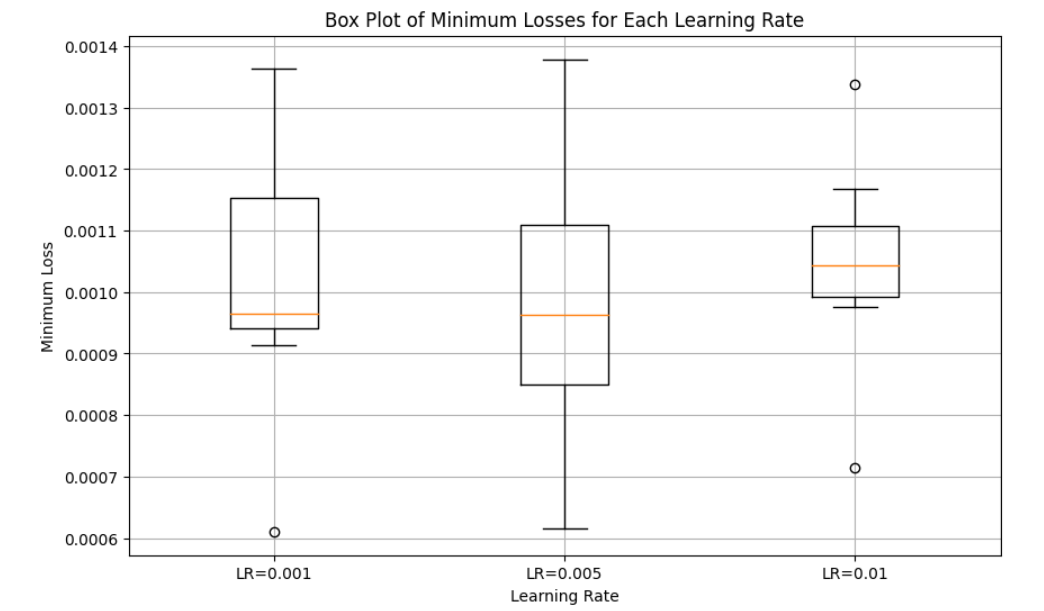 Box Plot of Minimum Losses for Each Learning Rate
0.0014
0.0013
0.0012
0.0011
0.0010
0.0009
0.0008
0.0007
0.0006
Minimum Loss
LR=0.001 LR=0.005 LR=0.01
Learning Rate